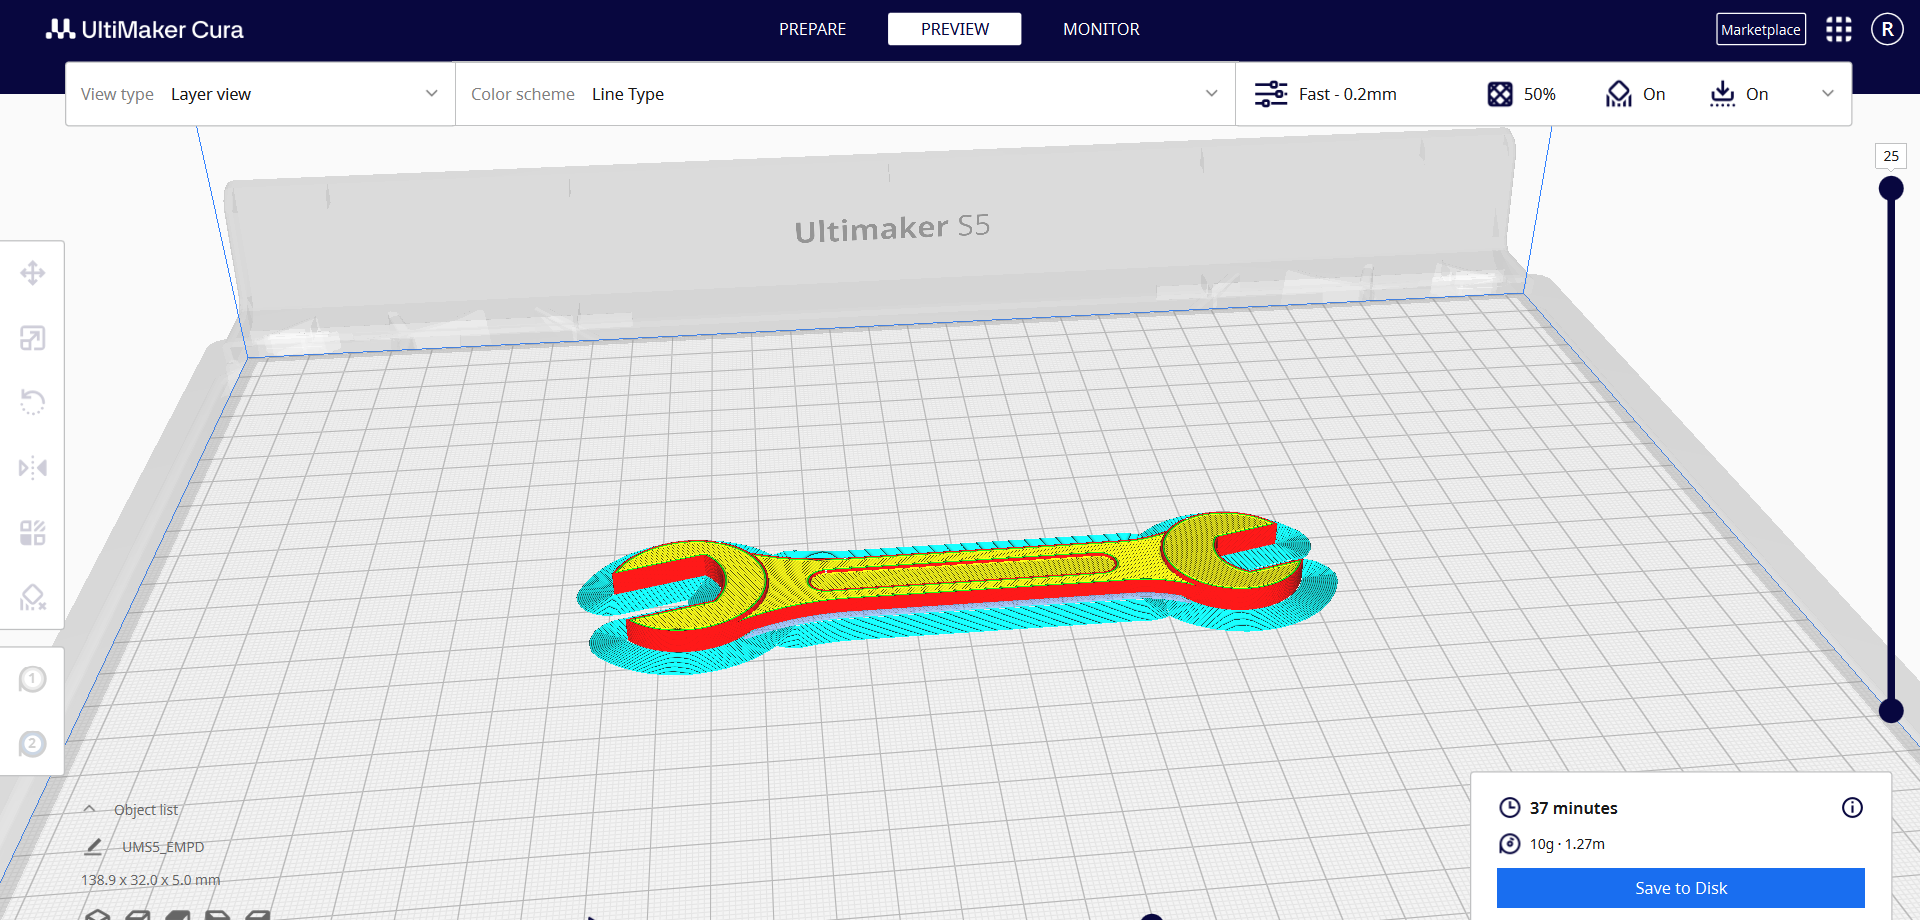 UltiMaker Cura
PREPARE
PREVIEW
MONITOR
Marketplace
R
View type Layer view
Color scheme Line Type
Fast - 0.2mm
50%
On
On
25
Ultimaker S5
1
2
Object list
UMS5_EMPD
138.9 x 32.0 x 5.0 mm
37 minutes
10g · 1.27m
Save to Disk